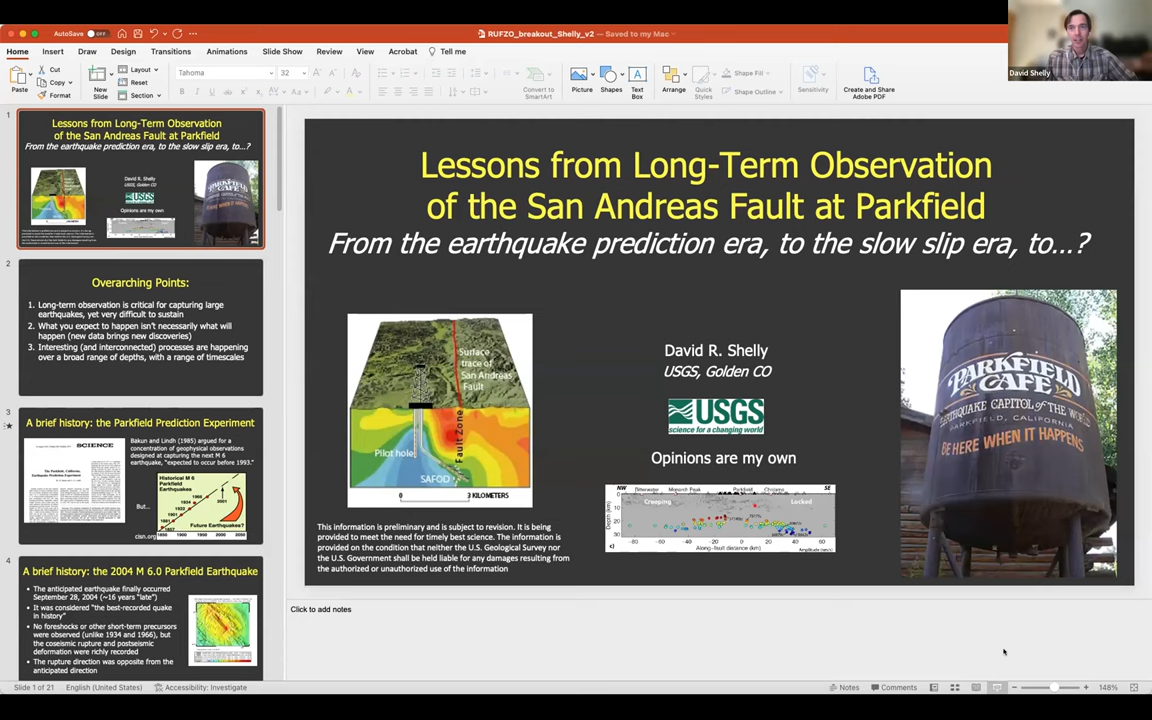 AutoSave OFF
RUFZO_breakout_Shelly_v2 — Saved to my Mac
David Shelly
Home Insert Draw Design Transitions Animations Slide Show Review View Acrobat Tell me
Paste
Cut
Copy
Format
New Slide
Layout
Reset
Section
Tahoma 32
Convert to SmartArt
Picture
Shapes
Text Box
Arrange
Quick Styles
Shape Fill
Shape Outline
Sensitivity
Create and Share Adobe PDF
1
Lessons from Long-Term Observation
of the San Andreas Fault at Parkfield
From the earthquake prediction era, to the slow slip era, to...?
David R. Shelly
USGS, Golden CO
USGS
Opinions are my own
2
Overarching Points:
1. Long-term observation is critical for capturing large
earthquakes, yet very difficult to sustain
2. What you expect to happen isn't necessarily what will
happen (new data brings new discoveries)
3. Interesting (and interconnected) processes are happening
over a broad range of depths, with a range of timescales
3
A brief history: the Parkfield Prediction Experiment
SCIENCE
Bakun and Lindh (1985) argued for a
concentration of geophysical observations
designed at capturing the next M 6
earthquake, "expected to occur before 1993."
But...
Historical M 6
Parkfield
Earthquakes
Future Earthquakes?
cisn.org
4
A brief history: the 2004 M 6.0 Parkfield Earthquake
The anticipated earthquake finally occurred
September 28, 2004 (~16 years "late")
It was considered "the best-recorded quake
in history"
No foreshocks or other short-term precursors
were observed (unlike 1934 and 1966), but
the coseismic rupture and postseismic
deformation were richly recorded
The rupture direction was opposite from the
anticipated direction
Lessons from Long-Term Observation
of the San Andreas Fault at Parkfield
From the earthquake prediction era, to the slow slip era, to...?
Surface
trace of
San Andreas
Fault
Fault Zone
Pilot hole
SAFOD
0 3 KILOMETERS
David R. Shelly
USGS, Golden CO
USGS
science for a changing world
Opinions are my own
Creeping
Locked
Depth (km)
-80 -60 -40 -20 0 20 40 60
Along-fault distance (km)
PARKFIELD
CAFE
EARTHQUAKE CAPITOL of the WORLD
PARKFIELD, CALIFORNIA
BE HERE WHEN IT HAPPENS
This information is preliminary and is subject to revision. It is being
provided to meet the need for timely best science. The information
is provided on the condition that neither the U.S. Geological Survey nor
the U.S. Government shall be held liable for any damages resulting from
the authorized or unauthorized use of the information
Click to add notes
Slide 1 of 21 English (United States) Accessibility: Investigate
Notes Comments 148%